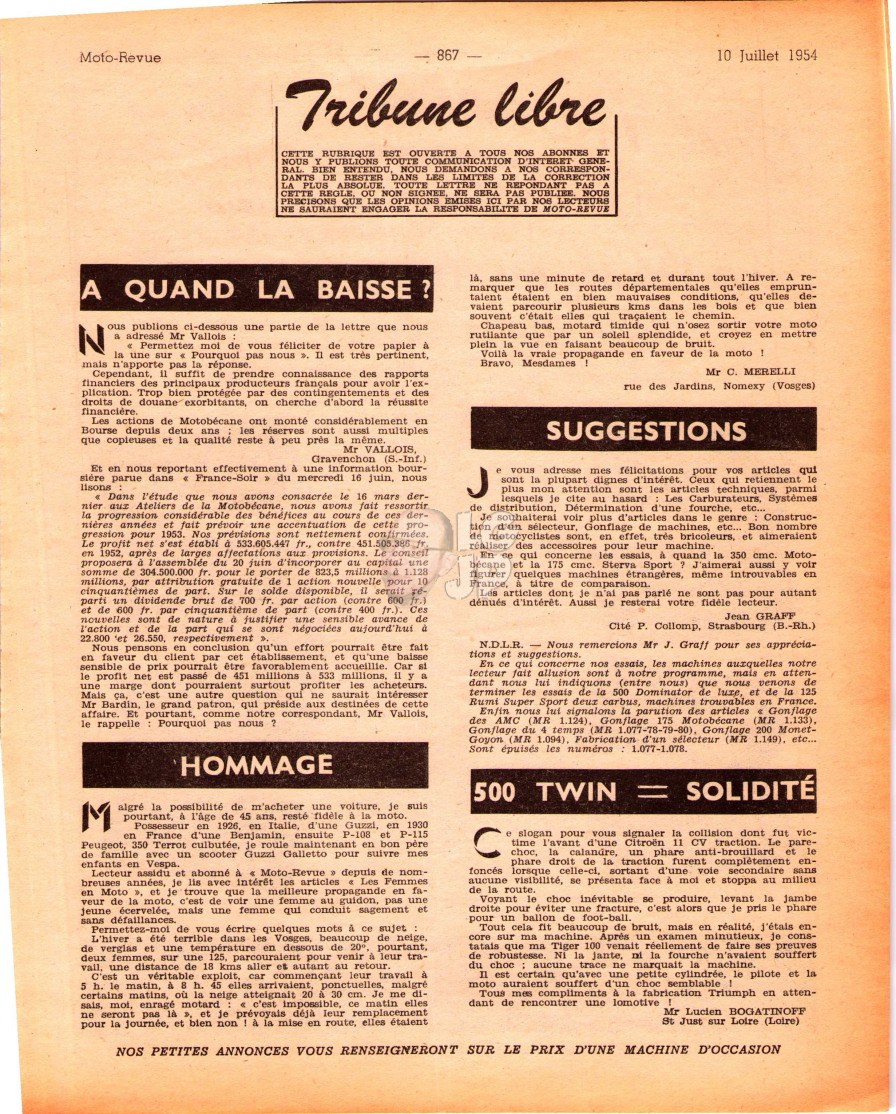 Moto-Revue
— 867 —
10 Juillet 1954
Tribune libre
CETTE RUBRIQUE EST OUVERTE A TOUS NOS ABONNES ET
NOUS Y PUBLIONS TOUTE COMMUNICATION D'INTERET GENE-
RAL. BIEN ENTENDU, NOUS DEMANDONS A NOS CORRESPON-
DANTS DE RESTER DANS LES LIMITES DE LA CORRECTION
LA PLUS ABSOLUE. TOUTE LETTRE NE REPONDANT PAS A
CETTE REGLE, OU NON SIGNEE, NE SERA PAS PUBLIEE. NOUS
PRECISONS QUE LES OPINIONS EMISES ICI PAR NOS LECTEURS
NE SAURAIENT ENGAGER LA RESPONSABILITE DE MOTO-REVUE
A QUAND LA BAISSE ?
Nous publions ci-dessous une partie de la lettre que nous
a adressé Mr Vallois :
« Permettez moi de vous féliciter de votre papier à
la une sur « Pourquoi pas nous ». Il est très pertinent,
mais n'apporte pas la réponse.
Cependant, il suffit de prendre connaissance des rapports
financiers des principaux producteurs français pour avoir l'ex-
plication. Trop bien protégée par des contingentements et des
droits de douane exorbitants, on cherche d'abord la réussite
financière.
Les actions de Motobécane ont monté considérablement en
Bourse depuis deux ans ; les réserves sont aussi multiples
que copieuses et la qualité reste à peu près la même.
Mr VALLOIS,
Gravenchon (S.-Inf.)
Et en nous reportant effectivement à une information bour-
sière parue dans « France-Soir » du mercredi 16 juin, nous
lisons :
« Dans l'étude que nous avons consacrée le 16 mars der-
nier aux Ateliers de la Motobécane, nous avons fait ressortir
la progression considérable des bénéfices au cours de ces der-
nières années et fait prévoir une accentuation de cette pro-
gression pour 1953. Nos prévisions sont nettement confirmées.
Le profit net s'est établi à 533.605.447 fr., contre 451.505.386 fr.
en 1952, après de larges affectations aux provisions. Le conseil
proposera à l'assemblée du 20 juin d'incorporer au capital une
somme de 304.500.000 fr. pour le porter de 823,5 millions à 1.128
millions, par attribution gratuite de 1 action nouvelle pour 10
cinquantièmes de part. Sur le solde disponible, il serait ré-
parti un dividende brut de 700 fr. par action (contre 600 fr.)
et de 600 fr. par cinquantième de part (contre 400 fr.). Ces
nouvelles sont de nature à justifier une sensible avance de
l'action et de la part qui se sont négociées aujourd'hui à
22.800 et 26.550, respectivement ».
Nous pensons en conclusion qu'un effort pourrait être fait
en faveur du client par cet établissement, et qu'une baisse
sensible de prix pourrait être favorablement accueillie. Car si
le profit net est passé de 451 millions à 533 millions, il y a
une marge dont pourraient surtout profiter les acheteurs.
Mais ça, c'est une autre question qui ne saurait intéresser
Mr Bardin, le grand patron, qui préside aux destinées de cette
affaire. Et pourtant, comme notre correspondant, Mr Vallois,
le rappelle : Pourquoi pas nous ?
HOMMAGE
Malgré la possibilité de m'acheter une voiture, je suis
pourtant, à l'âge de 45 ans, resté fidèle à la moto.
Possesseur en 1926, en Italie, d'une Guzzi, en 1930
en France d'une Benjamin, ensuite P-108 et P-115
Peugeot, 350 Terrot culbutée, je roule maintenant en bon père
de famille avec un scooter Guzzi Galletto pour suivre mes
enfants en Vespa.
Lecteur assidu et abonné à « Moto-Revue » depuis de nom-
breuses années, je lis avec intérêt les articles « Les Femmes
en Moto », et je trouve que la meilleure propagande en fa-
veur de la moto, c'est de voir une femme au guidon, pas une
jeune écervelée, mais une femme qui conduit sagement et
sans défaillances.
Permettez-moi de vous écrire quelques mots à ce sujet :
L'hiver a été terrible dans les Vosges, beaucoup de neige,
de verglas et une température en dessous de 20°, pourtant,
deux femmes, sur une 125, parcouraient pour venir à leur tra-
vail, une distance de 18 kms aller et autant au retour.
C'est un véritable exploit, car commençant leur travail à
5 h. le matin, à 8 h. 45 elles arrivaient, ponctuelles, malgré
certains matins, où la neige atteignait 20 à 30 cm. Je me di-
sais, moi, enragé motard : « c'est impossible, ce matin elles
ne seront pas là », et je prévoyais déjà leur remplacement
pour la journée, et bien non ! à la mise en route, elles étaient
là, sans une minute de retard et durant tout l'hiver. A re-
marquer que les routes départementales qu'elles emprun-
taient étaient en bien mauvaises conditions, qu'elles de-
vaient parcourir plusieurs kms dans les bois et que bien
souvent c'était elles qui traçaient le chemin.
Chapeau bas, motard timide qui n'osez sortir votre moto
rutilante que par un soleil splendide, et croyez en mettre
plein la vue en faisant beaucoup de bruit.
Voilà la vraie propagande en faveur de la moto !
Bravo, Mesdames !
Mr C. MERELLI
rue des Jardins, Nomexy (Vosges)
SUGGESTIONS
Je vous adresse mes félicitations pour vos articles qui
sont la plupart dignes d'intérêt. Ceux qui retiennent le
plus mon attention sont les articles techniques, parmi
lesquels je cite au hasard : Les Carburateurs, Systèmes
de distribution, Détermination d'une fourche, etc...
Je souhaiterai voir plus d'articles dans le genre : Construc-
tion d'un sélecteur, Gonflage de machines, etc... Bon nombre
de motocyclistes sont, en effet, très bricoleurs, et aimeraient
réaliser des accessoires pour leur machine.
En ce qui concerne les essais, à quand la 350 cmc. Moto-
bécane et la 175 cmc. Sterva Sport ? J'aimerai aussi y voir
figurer quelques machines étrangères, même introuvables en
France, à titre de comparaison.
Les articles dont je n'ai pas parlé ne sont pas pour autant
dénués d'intérêt. Aussi je resterai votre fidèle lecteur.
Jean GRAFF
Cité P. Collomp, Strasbourg (B.-Rh.)
N.D.L.R. — Nous remercions Mr J. Graff pour ses apprécia-
tions et suggestions.
En ce qui concerne nos essais, les machines auxquelles notre
lecteur fait allusion sont à notre programme, mais en atten-
dant nous lui indiquons (entre nous) que nous venons de
terminer les essais de la 500 Dominator de luxe, et de la 125
Rumi Super Sport deux carbus, machines trouvables en France.
Enfin nous lui signalons la parution des articles « Gonflage
des AMC (MR 1.124), Gonflage 175 Motobécane (MR 1.133),
Gonflage du 4 temps (MR 1.077-78-79-80), Gonflage 200 Monet-
Goyon (MR 1.094), Fabrication d'un sélecteur (MR 1.149), etc...
Sont épuisés les numéros : 1.077-1.078.
500 TWIN = SOLIDITÉ
Ce slogan pour vous signaler la collision dont fut vic-
time l'avant d'une Citroën 11 CV traction. Le pare-
choc, la calandre, un phare anti-brouillard et le
phare droit de la traction furent complètement en-
foncés lorsque celle-ci, sortant d'une voie secondaire sans
aucune visibilité, se présenta face à moi et stoppa au milieu
de la route.
Voyant le choc inévitable se produire, levant la jambe
droite pour éviter une fracture, c'est alors que je pris le phare
pour un ballon de foot-ball.
Tout cela fit beaucoup de bruit, mais en réalité, j'étais en-
core sur ma machine. Après un examen minutieux, je cons-
tatais que ma Tiger 100 venait réellement de faire ses preuves
de robustesse. Ni la jante, ni la fourche n'avaient souffert
du choc ; aucune trace ne marquait la machine.
Il est certain qu'avec une petite cylindrée, le pilote et la
moto auraient souffert d'un choc semblable !
Tous mes compliments à la fabrication Triumph en atten-
dant de rencontrer une lomotive !
Mr Lucien BOGATINOFF
St Just sur Loire (Loire)
NOS PETITES ANNONCES VOUS RENSEIGNERONT SUR LE PRIX D'UNE MACHINE D'OCCASION